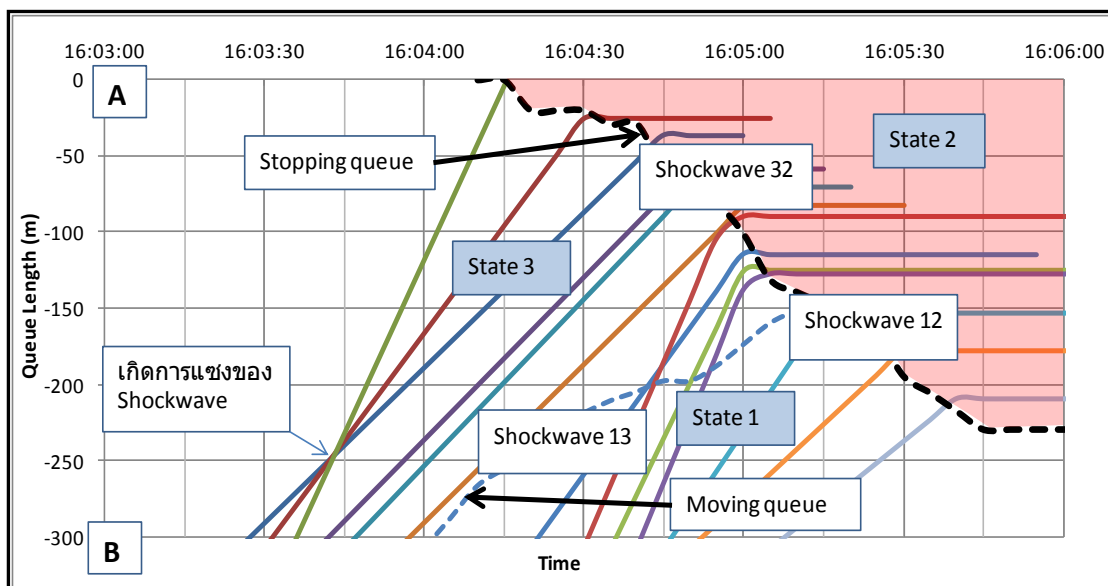 16:03:00 16:03:30 16:04:00 16:04:30 16:05:00 16:05:30 16:06:00
0
A
Stopping queue
State 2
-50
Shockwave 32
-100
State 3
-150
Shockwave 12
Queue Length (m)
เกิดการแซงของ
Shockwave
-200
State 1
Shockwave 13
-250
Moving queue
-300
B
Time